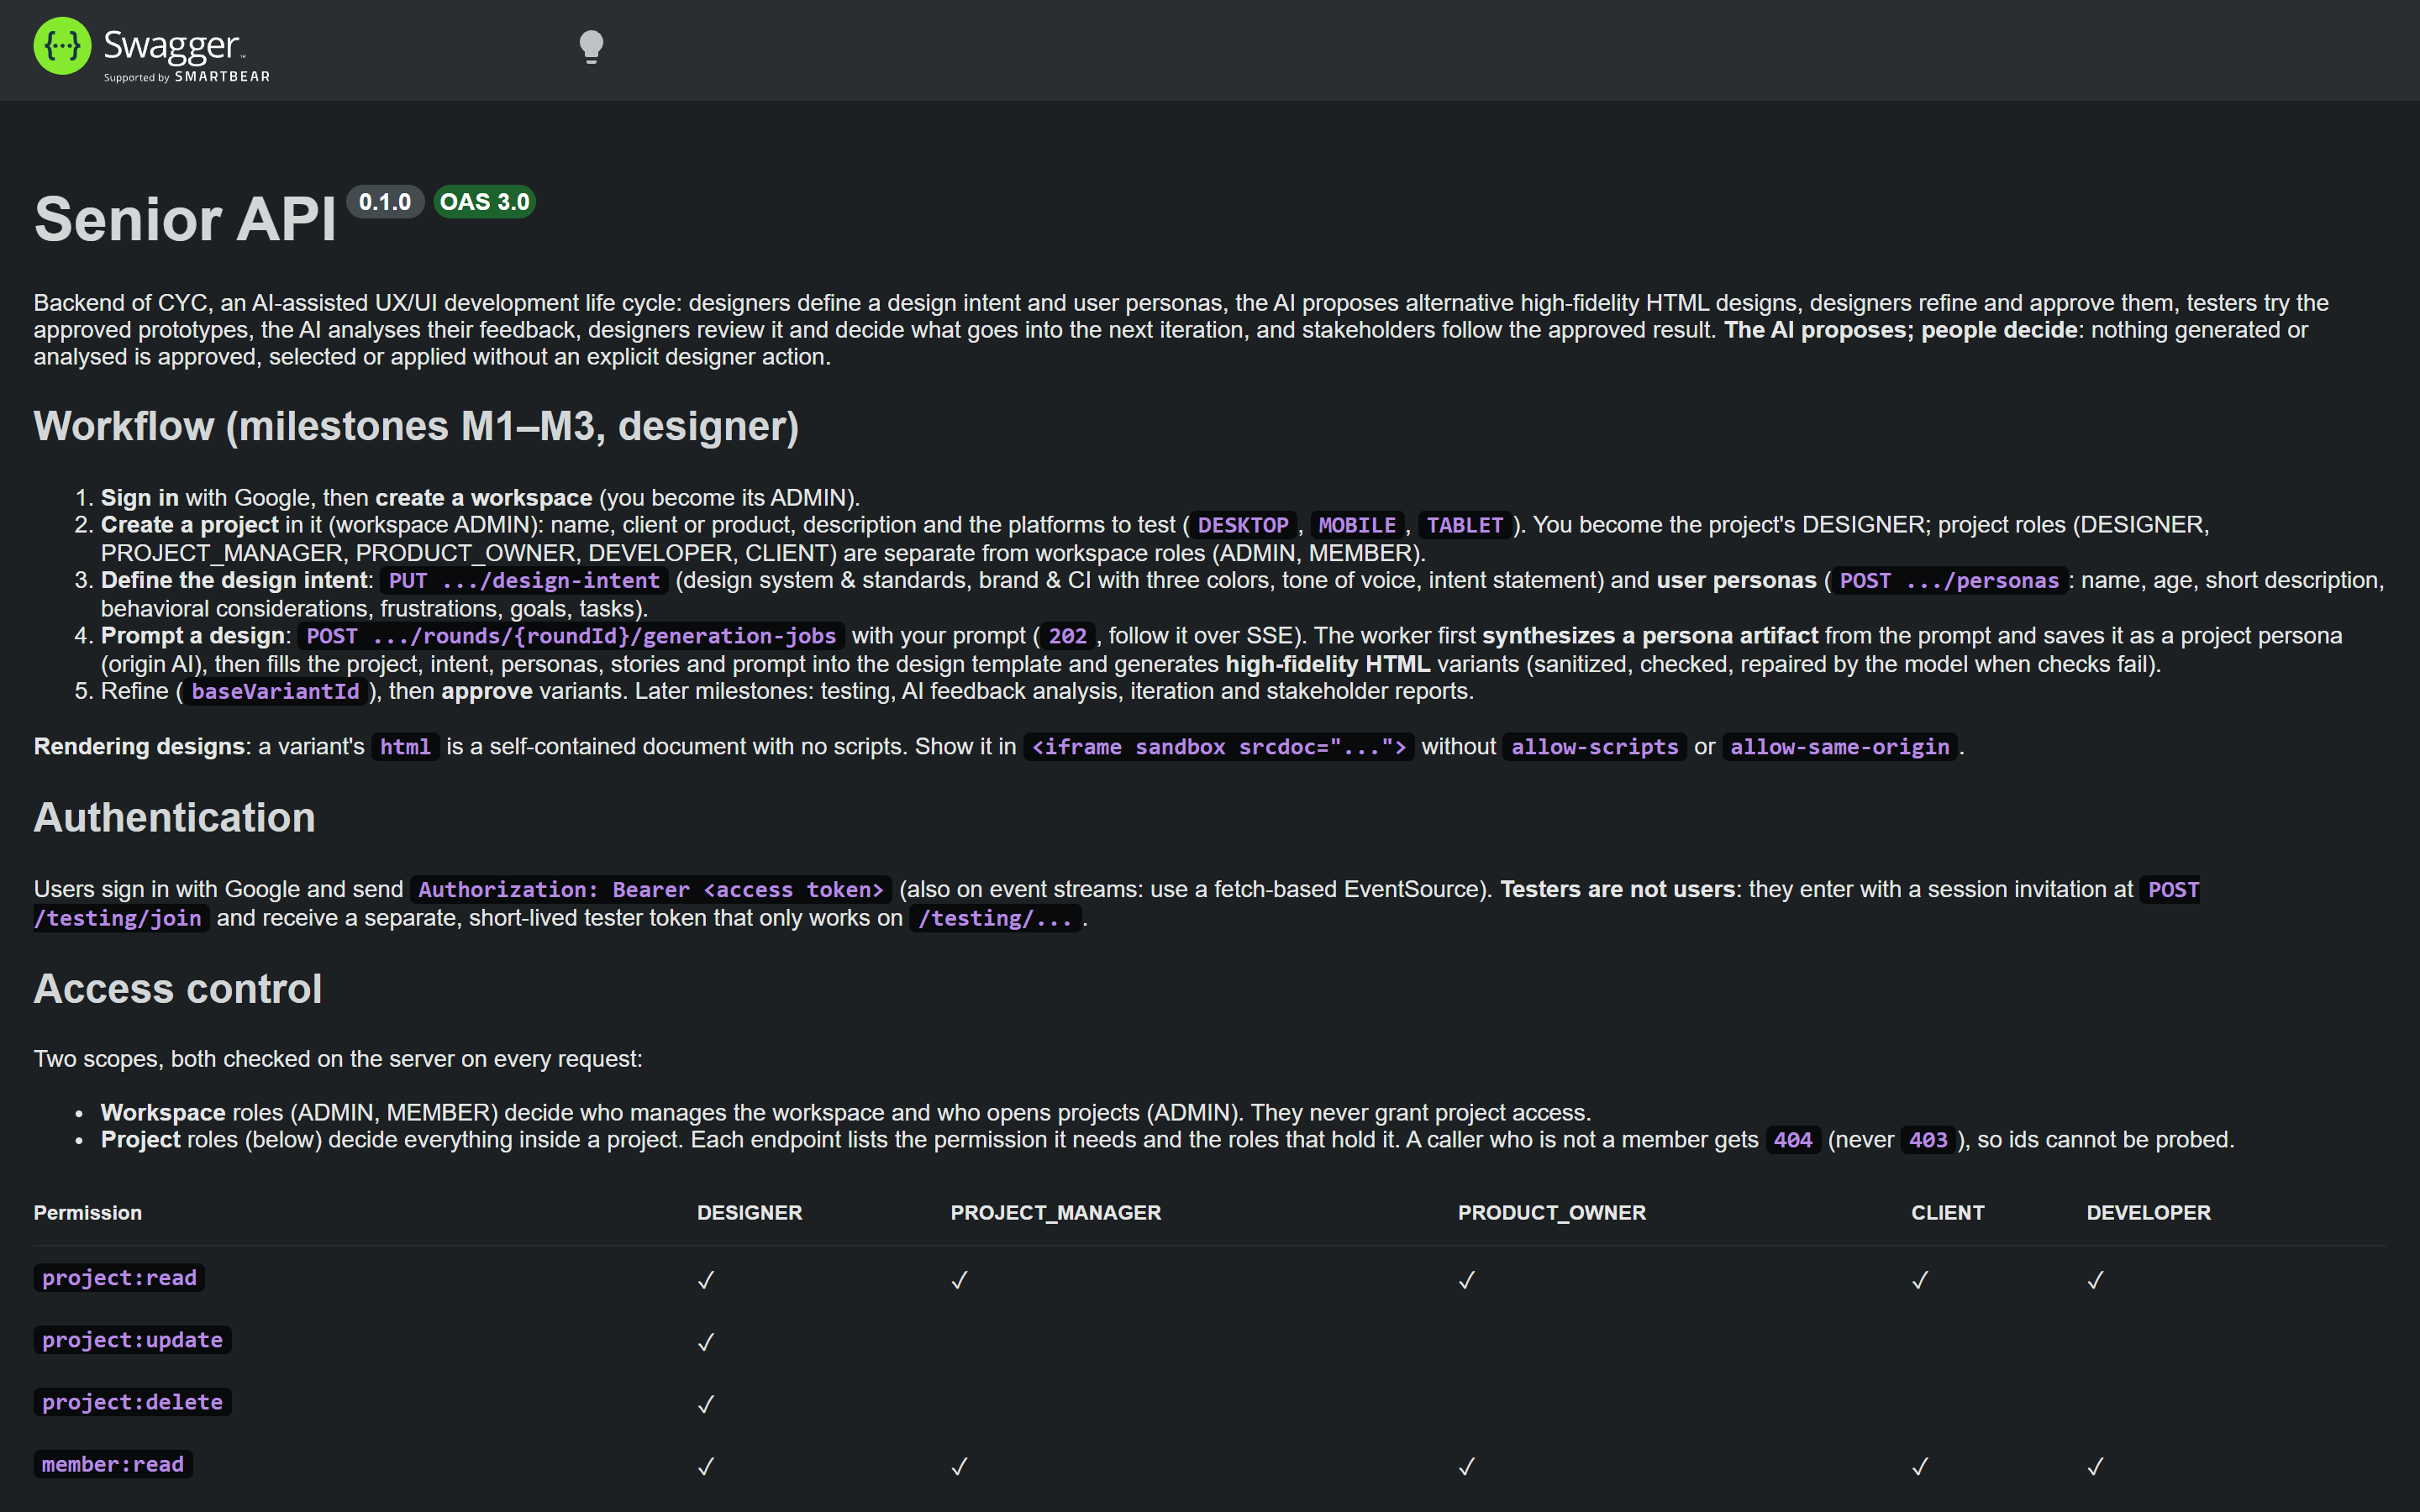 {···} Swagger™
Supported by SMARTBEAR
Senior API 0.1.0 OAS 3.0
Backend of CYC, an AI-assisted UX/UI development life cycle: designers define a design intent and user personas, the AI proposes alternative high-fidelity HTML designs, designers refine and approve them, testers try the
approved prototypes, the AI analyses their feedback, designers review it and decide what goes into the next iteration, and stakeholders follow the approved result. The AI proposes; people decide: nothing generated or
analysed is approved, selected or applied without an explicit designer action.
Workflow (milestones M1–M3, designer)
1. Sign in with Google, then create a workspace (you become its ADMIN).
2. Create a project in it (workspace ADMIN): name, client or product, description and the platforms to test ( DESKTOP , MOBILE , TABLET ). You become the project's DESIGNER; project roles (DESIGNER,
PROJECT_MANAGER, PRODUCT_OWNER, DEVELOPER, CLIENT) are separate from workspace roles (ADMIN, MEMBER).
3. Define the design intent: PUT .../design-intent (design system & standards, brand & CI with three colors, tone of voice, intent statement) and user personas ( POST .../personas : name, age, short description,
behavioral considerations, frustrations, goals, tasks).
4. Prompt a design: POST .../rounds/{roundId}/generation-jobs with your prompt ( 202 , follow it over SSE). The worker first synthesizes a persona artifact from the prompt and saves it as a project persona
(origin AI), then fills the project, intent, personas, stories and prompt into the design template and generates high-fidelity HTML variants (sanitized, checked, repaired by the model when checks fail).
5. Refine ( baseVariantId ), then approve variants. Later milestones: testing, AI feedback analysis, iteration and stakeholder reports.
Rendering designs: a variant's html is a self-contained document with no scripts. Show it in <iframe sandbox srcdoc="..."> without allow-scripts or allow-same-origin .
Authentication
Users sign in with Google and send Authorization: Bearer <access token> (also on event streams: use a fetch-based EventSource). Testers are not users: they enter with a session invitation at POST
/testing/join and receive a separate, short-lived tester token that only works on /testing/... .
Access control
Two scopes, both checked on the server on every request:
• Workspace roles (ADMIN, MEMBER) decide who manages the workspace and who opens projects (ADMIN). They never grant project access.
• Project roles (below) decide everything inside a project. Each endpoint lists the permission it needs and the roles that hold it. A caller who is not a member gets 404 (never 403 ), so ids cannot be probed.
Permission DESIGNER PROJECT_MANAGER PRODUCT_OWNER CLIENT DEVELOPER
project:read ✓ ✓ ✓ ✓ ✓
project:update ✓
project:delete ✓
member:read ✓ ✓ ✓ ✓ ✓